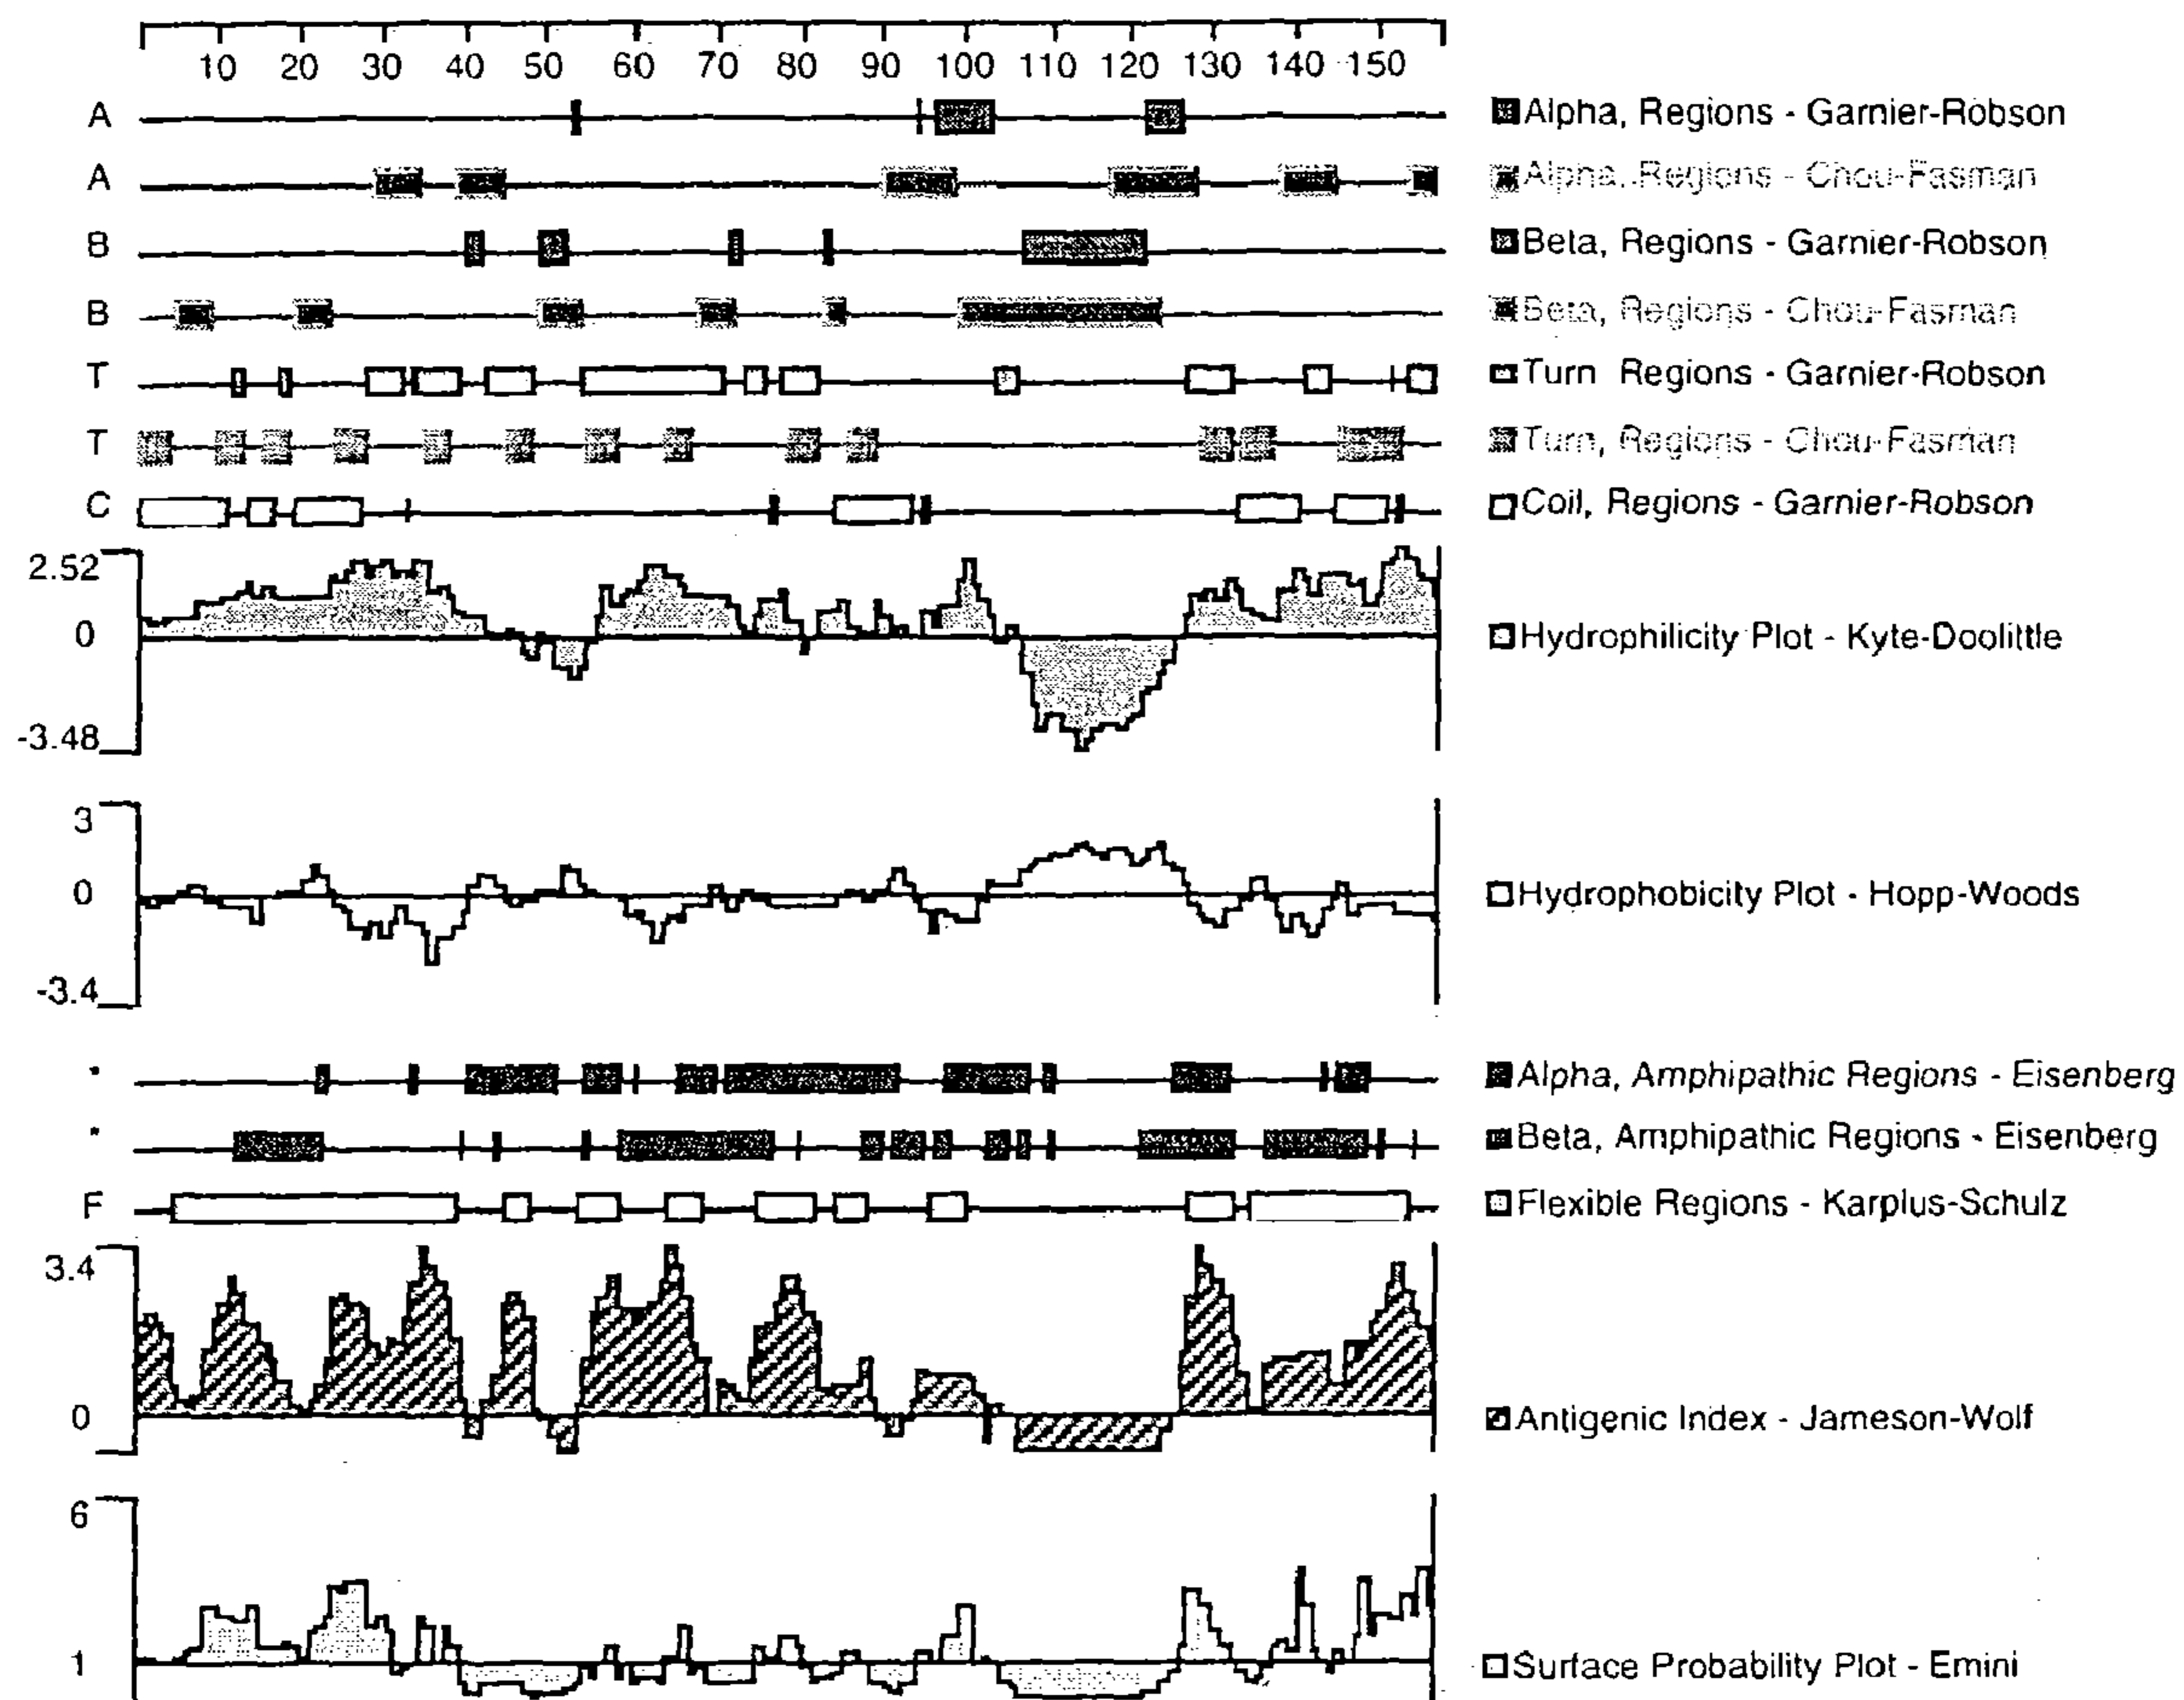 10 20 30 40 50 60 70 80 90 100 110 120 130 140 150
A Alpha, Regions - Garnier-Robson
A Alpha, Regions - Chou-Fasman
B Beta, Regions - Garnier-Robson
B Beta, Regions - Chou-Fasman
T Turn Regions - Garnier-Robson
T Turn, Regions - Chou-Fasman
C Coil, Regions - Garnier-Robson
2.52
0 Hydrophilicity Plot - Kyte-Doolittle
-3.48
3
0 Hydrophobicity Plot - Hopp-Woods
-3.4
* Alpha, Amphipathic Regions - Eisenberg
* Beta, Amphipathic Regions - Eisenberg
F Flexible Regions - Karplus-Schulz
3.4
0 Antigenic Index - Jameson-Wolf
6
1 Surface Probability Plot - Emini